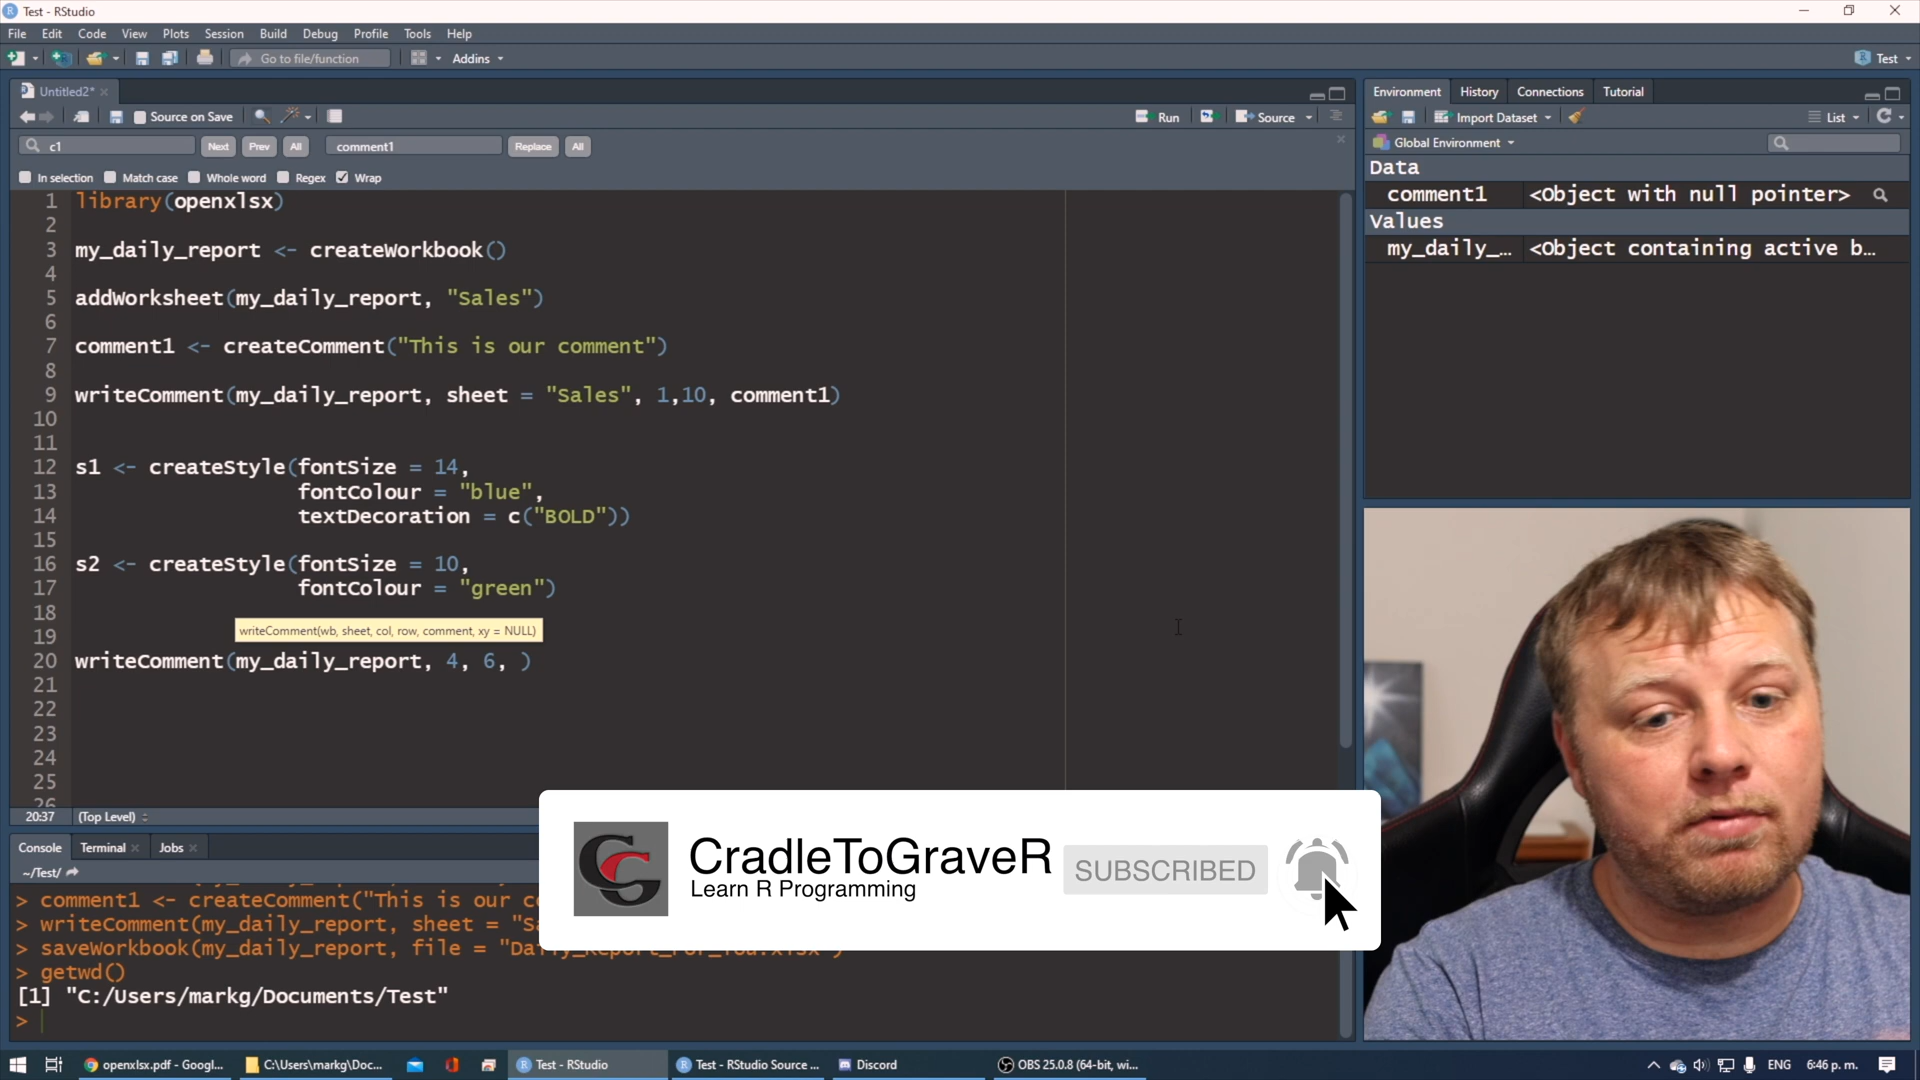 Test - RStudio
File Edit Code View Plots Session Build Debug Profile Tools Help
Go to file/function Addins Test
Untitled2*
Source on Save Run Source
c1 Next Prev All comment1 Replace All
In selection Match case Whole word Regex Wrap
1 library(openxlsx)
2
3 my_daily_report <- createWorkbook()
4
5 addWorksheet(my_daily_report, "Sales")
6
7 comment1 <- createComment("This is our comment")
8
9 writeComment(my_daily_report, sheet = "Sales", 1,10, comment1)
10
11
12 s1 <- createStyle(fontSize = 14,
13 fontColour = "blue",
14 textDecoration = c("BOLD"))
15
16 s2 <- createStyle(fontSize = 10,
17 fontColour = "green")
18
writeComment(wb, sheet, col, row, comment, xy = NULL)
19
20 writeComment(my_daily_report, 4, 6, )
21
22
23
24
25
26
20:37 (Top Level)
Console Terminal Jobs
~/Test/
> comment1 <- createComment("This is our co
> writeComment(my_daily_report, sheet = "Sa
> saveWorkbook(my_daily_report, file = "Daily_Report_For_You.xlsx")
> getwd()
[1] "C:/Users/markg/Documents/Test"
>
Environment History Connections Tutorial
Import Dataset List
Global Environment
Data
comment1 <Object with null pointer>
Values
my_daily_… <Object containing active b…
CradleToGraveR
Learn R Programming
SUBSCRIBED
openxlsx.pdf - Googl...
C:\Users\markg\Doc...
Test - RStudio
Test - RStudio Source ...
Discord
OBS 25.0.8 (64-bit, wi...
ENG 6:46 p. m.